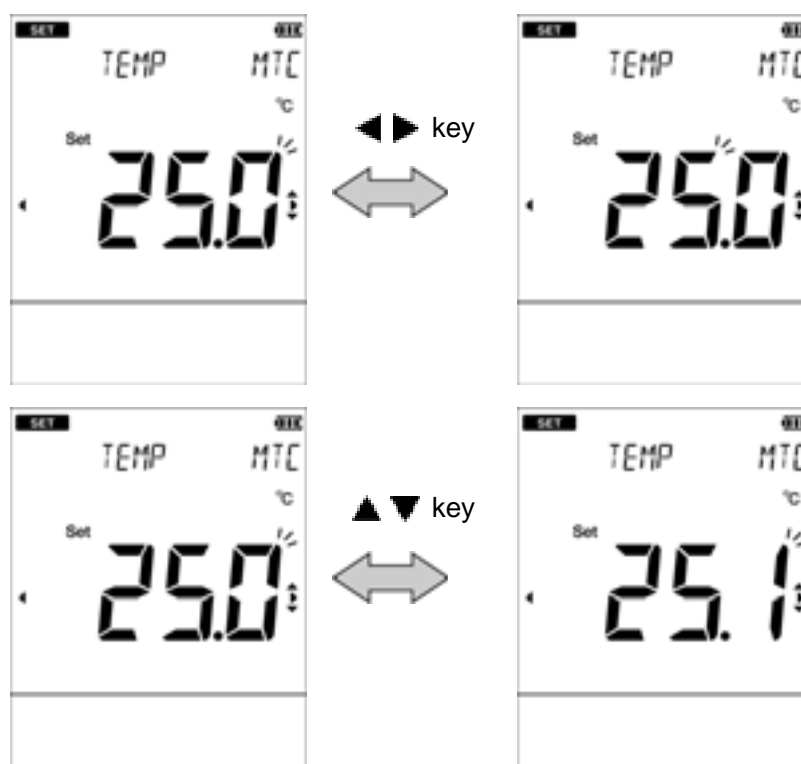 SET
TEMP MTC
°C
Set
25.0
◀ ▶ key
SET
TEMP MTC
°C
Set
25.0
SET
TEMP MTC
°C
Set
25.0
▲ ▼ key
SET
TEMP MTC
°C
Set
25.1